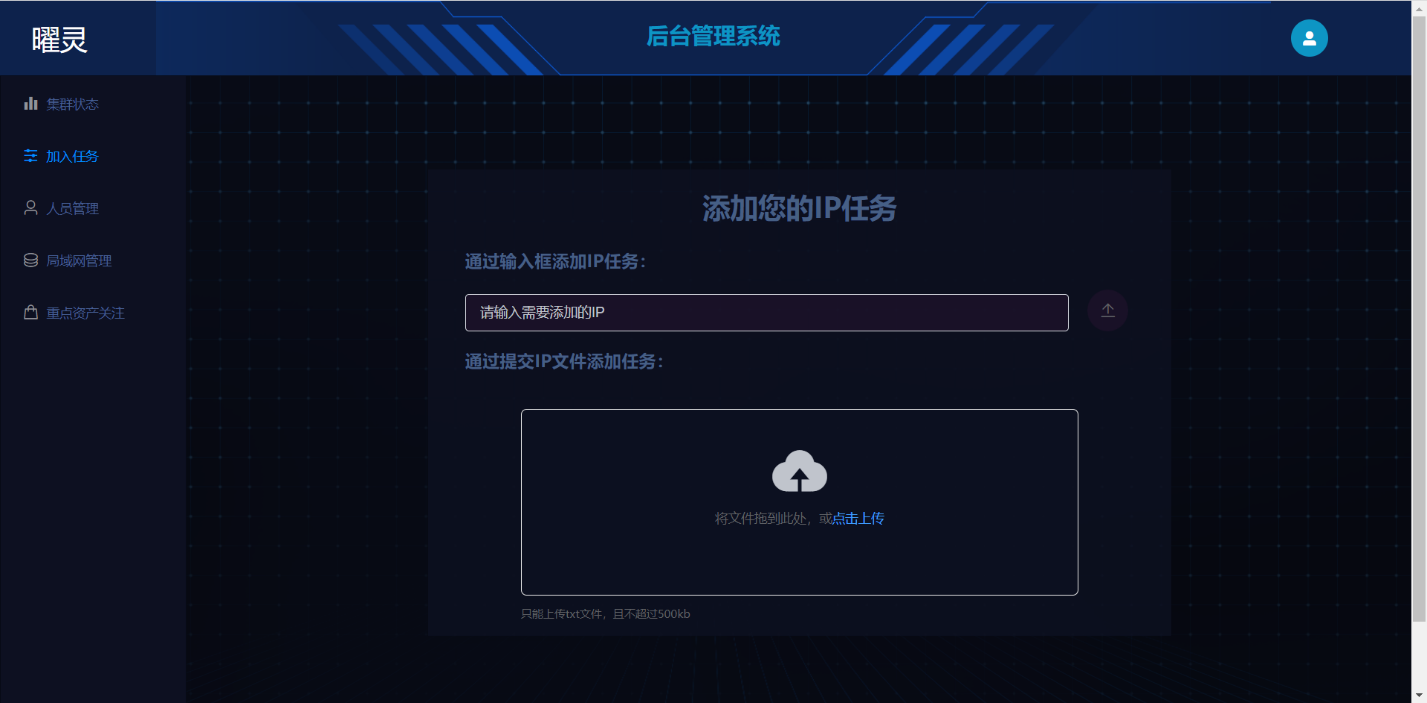 曜灵
后台管理系统
集群状态
加入任务
人员管理
局域网管理
重点资产关注
添加您的IP任务
通过输入框添加IP任务：
请输入需要添加的IP
通过提交IP文件添加任务：
将文件拖到此处，或点击上传
只能上传txt文件，且不超过500kb